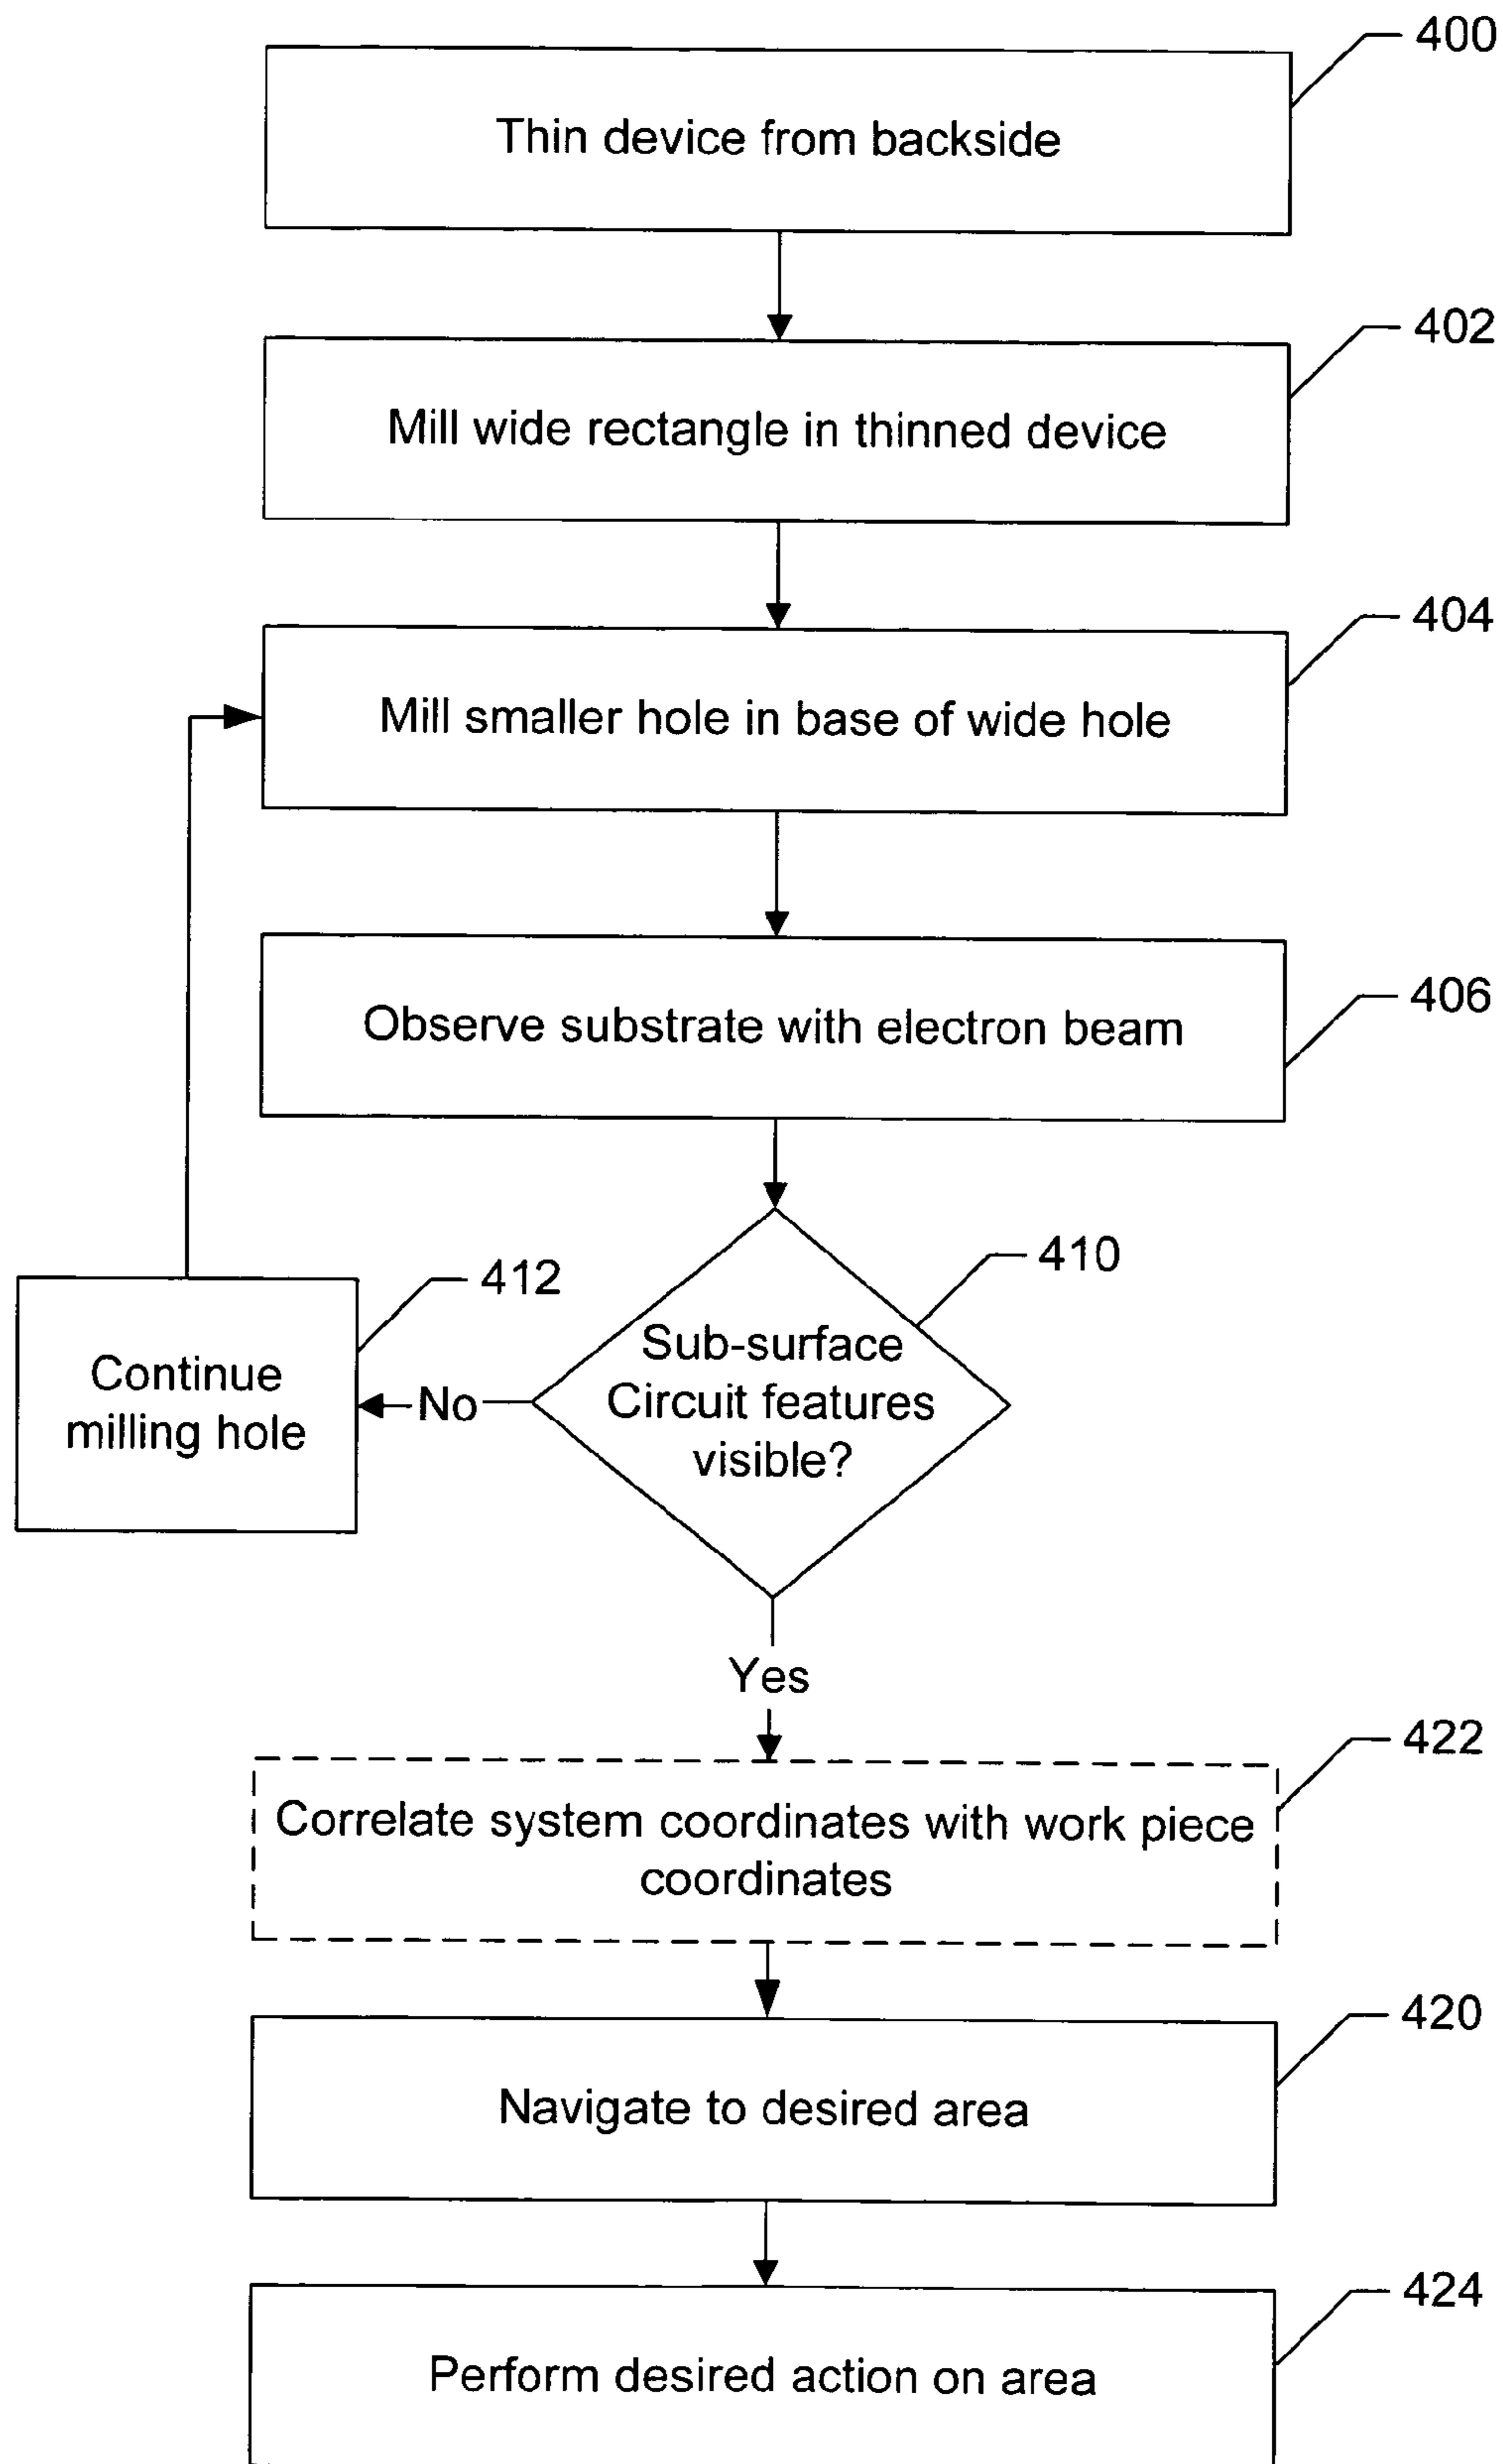 400
Thin device from backside
402
Mill wide rectangle in thinned device
404
Mill smaller hole in base of wide hole
406
Observe substrate with electron beam
410
412
Sub-surface
Circuit features
visible?
No
Continue
milling hole
Yes
422
Correlate system coordinates with work piece
coordinates
420
Navigate to desired area
424
Perform desired action on area